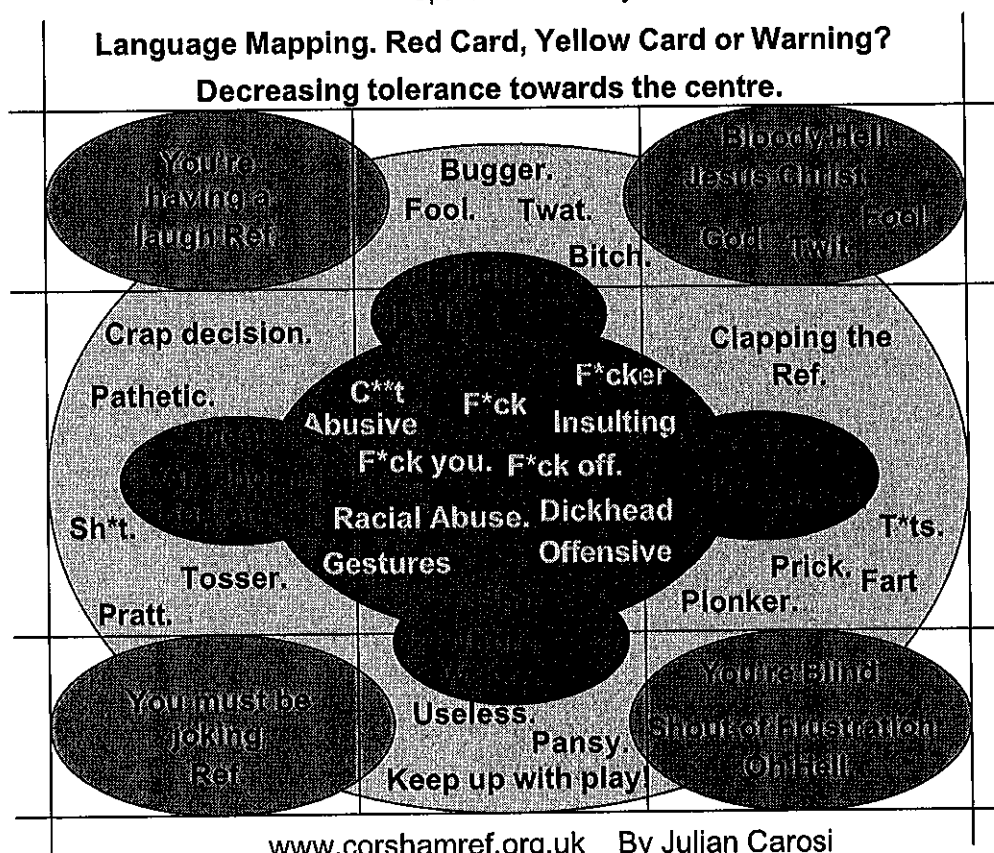 Language Mapping. Red Card, Yellow Card or Warning?
Decreasing tolerance towards the centre.
You're
having a
laugh Ref
Bugger.
Fool. Twat.
Bitch.
Bloody Hell
Jesus Christ
Fool
God Twit
Crap decision.
Pathetic.
Clapping the
Ref.
C**t
F*ck
F*cker
Abusive
Insulting
F*ck you. F*ck off.
Racial Abuse. Dickhead
Gestures
Offensive
Sh*t.
Tosser.
Pratt.
T*ts.
Prick. Fart
Plonker.
You must be
joking
Ref
Useless.
Pansy.
Keep up with play!
You're Blind
Shout of Frustration
Oh Hell
www.corshamref.org.uk By Julian Carosi